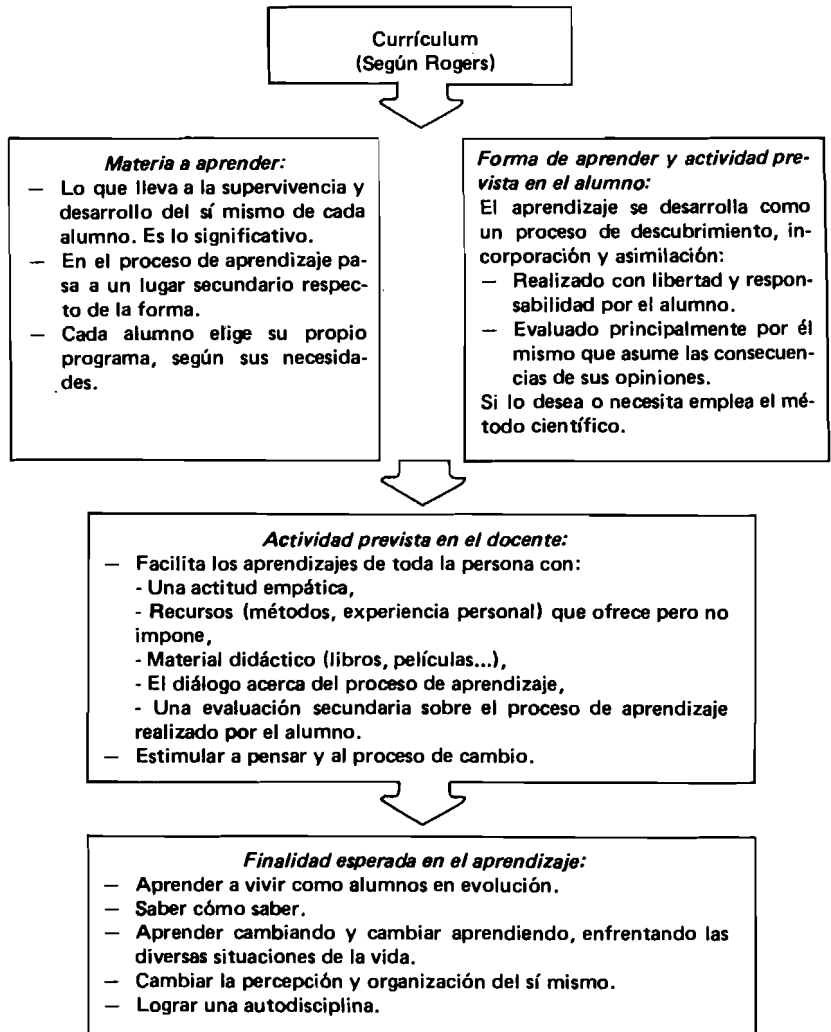 Currículum
(Según Rogers)
Materia a aprender:
— Lo que lleva a la supervivencia y
desarrollo del sí mismo de cada
alumno. Es lo significativo.
— En el proceso de aprendizaje pa-
sa a un lugar secundario respec-
to de la forma.
— Cada alumno elige su propio
programa, según sus necesida-
des.
Forma de aprender y actividad pre-
vista en el alumno:
El aprendizaje se desarrolla como
un proceso de descubrimiento, in-
corporación y asimilación:
— Realizado con libertad y respon-
sabilidad por el alumno.
— Evaluado principalmente por él
mismo que asume las consecuen-
cias de sus opiniones.
Si lo desea o necesita emplea el mé-
todo científico.
Actividad prevista en el docente:
— Facilita los aprendizajes de toda la persona con:
- Una actitud empática,
- Recursos (métodos, experiencia personal) que ofrece pero no
impone,
- Material didáctico (libros, películas...),
- El diálogo acerca del proceso de aprendizaje,
- Una evaluación secundaria sobre el proceso de aprendizaje
realizado por el alumno.
— Estimular a pensar y al proceso de cambio.
Finalidad esperada en el aprendizaje:
— Aprender a vivir como alumnos en evolución.
— Saber cómo saber.
— Aprender cambiando y cambiar aprendiendo, enfrentando las
diversas situaciones de la vida.
— Cambiar la percepción y organización del sí mismo.
— Lograr una autodisciplina.